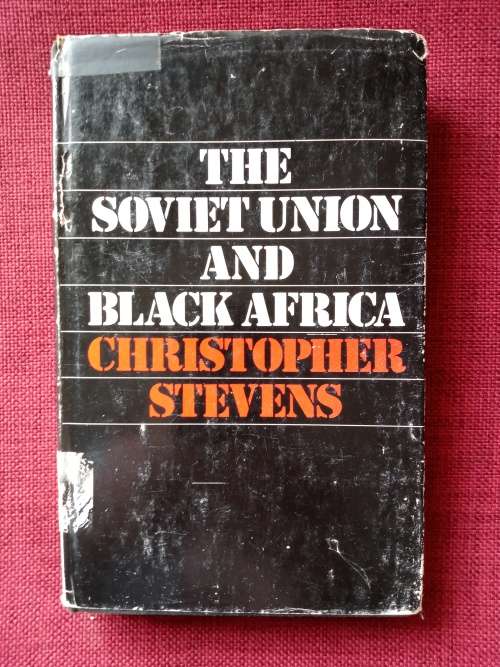 THE
SOVIET UNION
AND
BLACK AFRICA
CHRISTOPHER
STEVENS